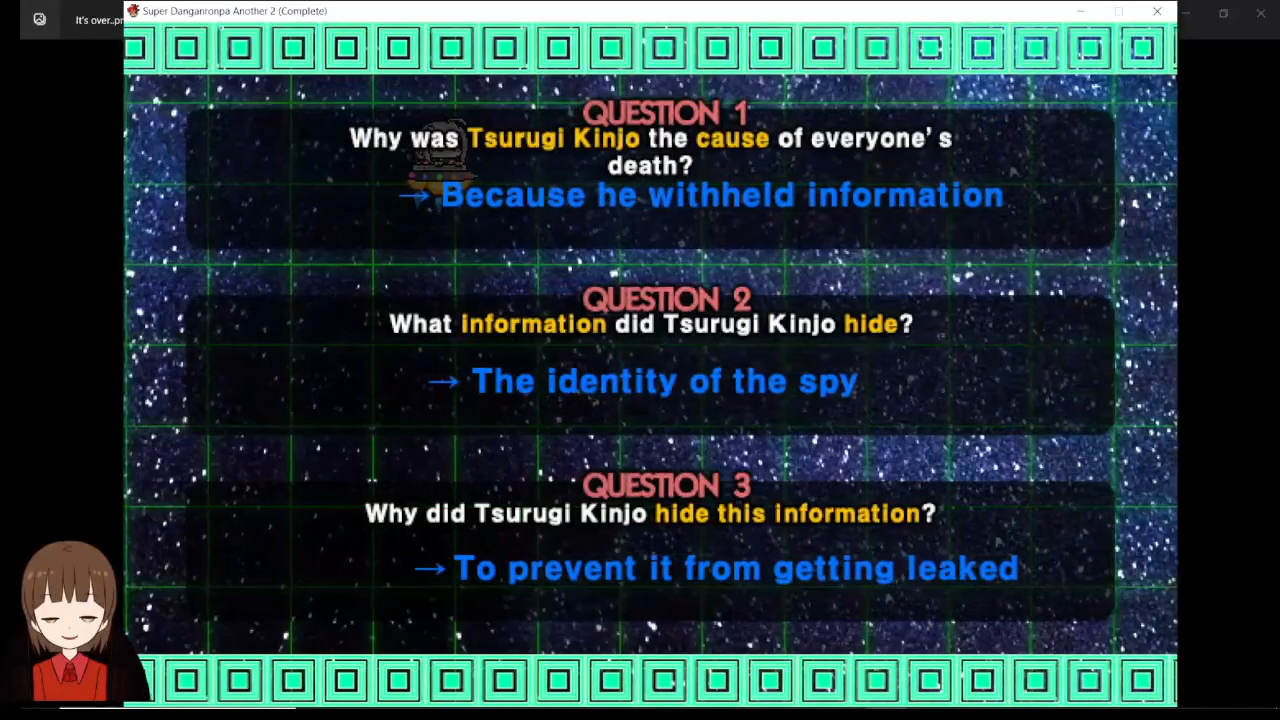 It's over..pr
Super Danganronpa Another 2 (Complete)
QUESTION 1
Why was Tsurugi Kinjo the cause of everyone's
death?
→ Because he withheld information
QUESTION 2
What information did Tsurugi Kinjo hide?
→ The identity of the spy
QUESTION 3
Why did Tsurugi Kinjo hide this information?
→ To prevent it from getting leaked